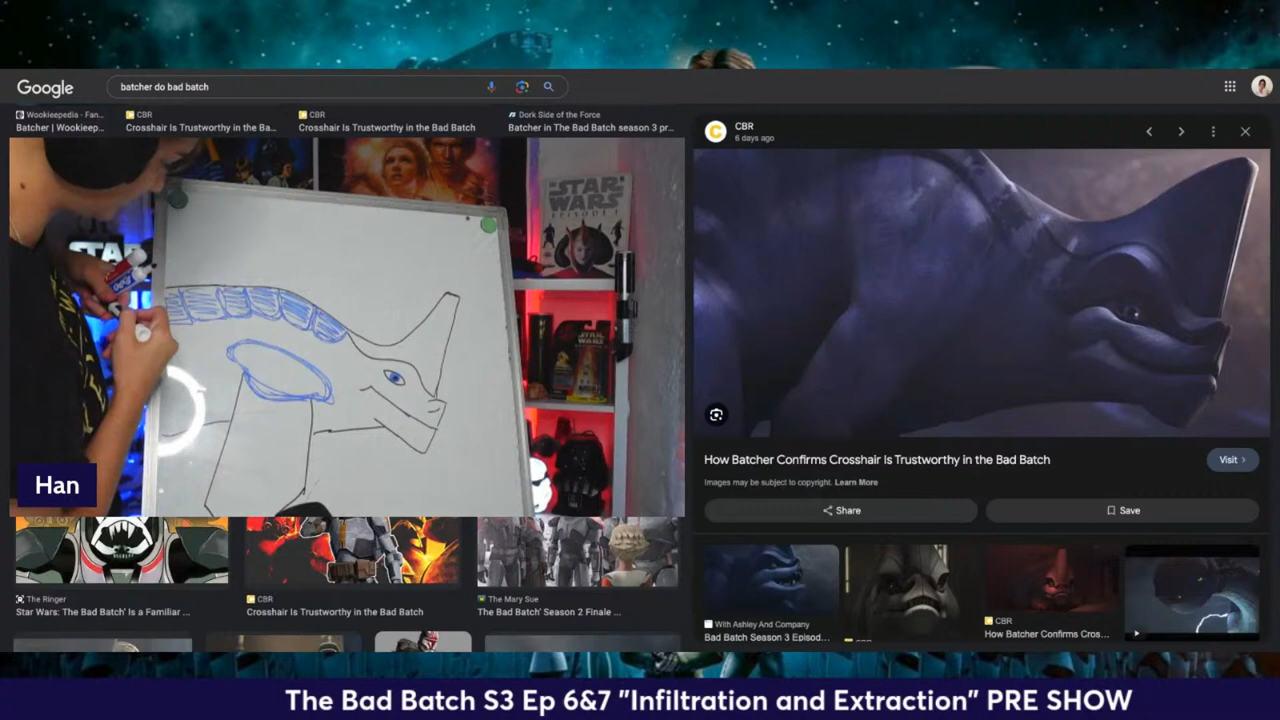 Google
batcher do bad batch
Wookieepedia - Fan...
Batcher | Wookieep...
CBR
Crosshair Is Trustworthy in the Ba...
CBR
Crosshair Is Trustworthy in the Bad Batch
Dork Side of the Force
Batcher in The Bad Batch season 3 pr...
C
CBR
6 days ago
STAR
WARS
EPISODE I
STAR
STAR
WARS
Expo
Han
How Batcher Confirms Crosshair Is Trustworthy in the Bad Batch
Visit
Images may be subject to copyright. Learn More
Share
Save
The Ringer
Star Wars: The Bad Batch' Is a Familiar ...
CBR
Crosshair Is Trustworthy in the Bad Batch
The Mary Sue
The Bad Batch' Season 2 Finale ...
With Ashley And Company
Bad Batch Season 3 Episod...
CBR
How Batcher Confirms Cros...
The Bad Batch S3 Ep 6&7 "Infiltration and Extraction" PRE SHOW